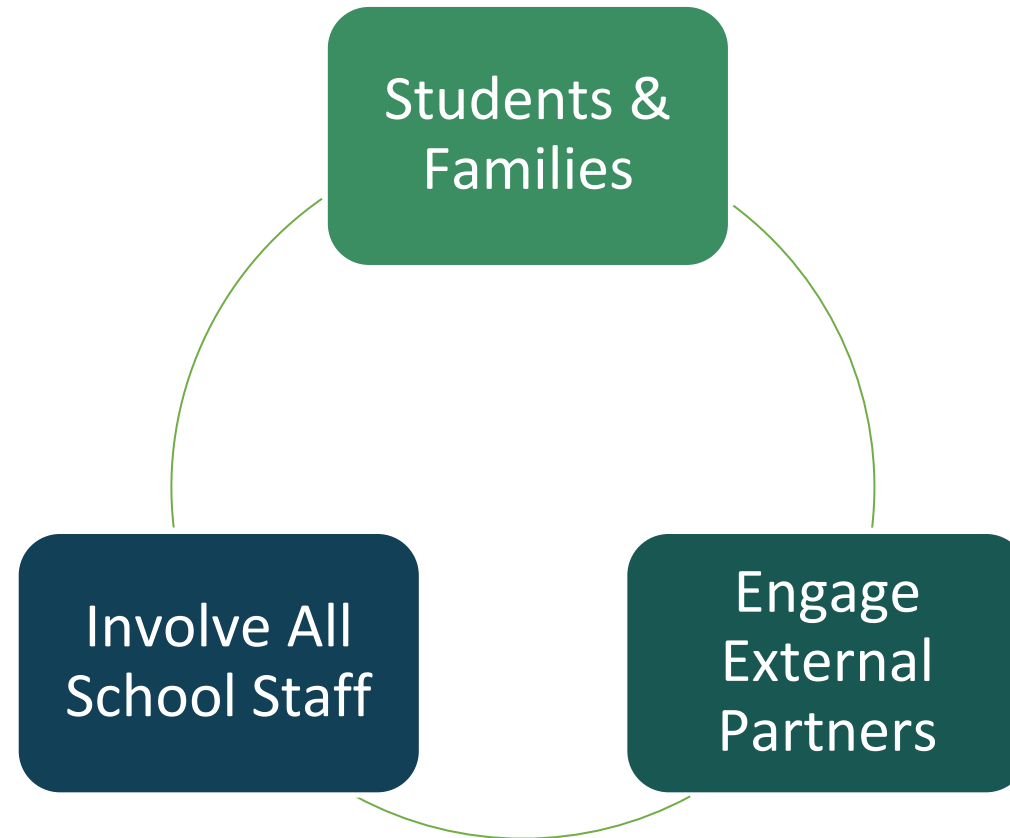 Students &
Families
Involve All
School Staff
Engage
External
Partners